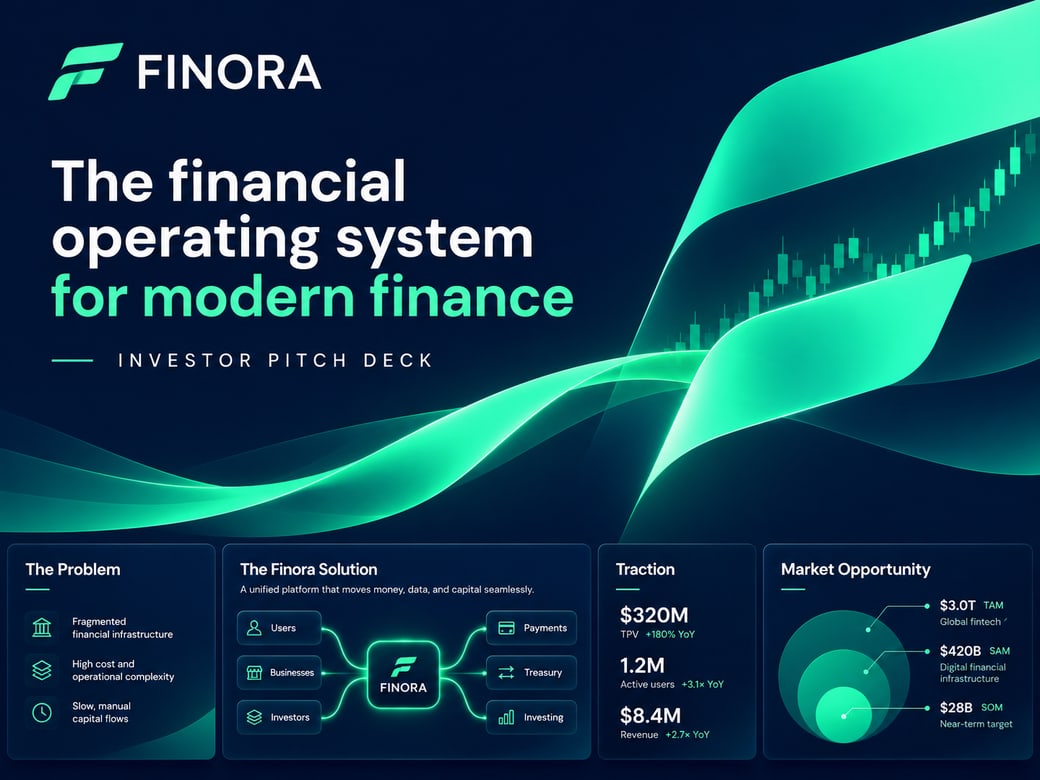 FINORA
The financial
operating system
for modern finance
INVESTOR PITCH DECK
The Problem
Fragmented
financial infrastructure
High cost and
operational complexity
Slow, manual
capital flows
The Finora Solution
A unified platform that moves money, data, and capital seamlessly.
Users
Businesses
Investors
FINORA
Payments
Treasury
Investing
Traction
$320M
TPV +180% YoY
1.2M
Active users +3.1× YoY
$8.4M
Revenue +2.7× YoY
Market Opportunity
$3.0T TAM
Global fintech
$420B SAM
Digital financial
infrastructure
$28B SOM
Near-term target